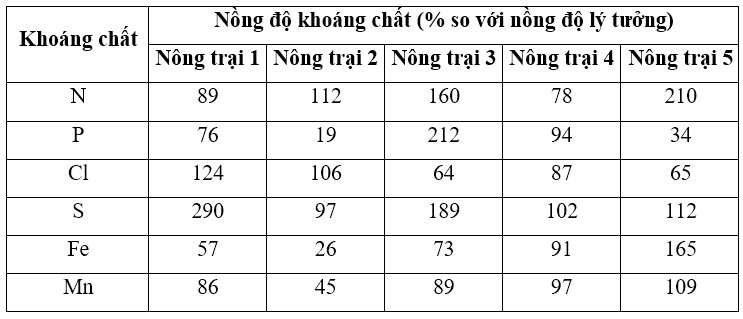 Khoáng chất Nồng độ khoáng chất (% so với nồng độ lý tưởng)
Nông trại 1 Nông trại 2 Nông trại 3 Nông trại 4 Nông trại 5
N 89 112 160 78 210
P 76 19 212 94 34
Cl 124 106 64 87 65
S 290 97 189 102 112
Fe 57 26 73 91 165
Mn 86 45 89 97 109